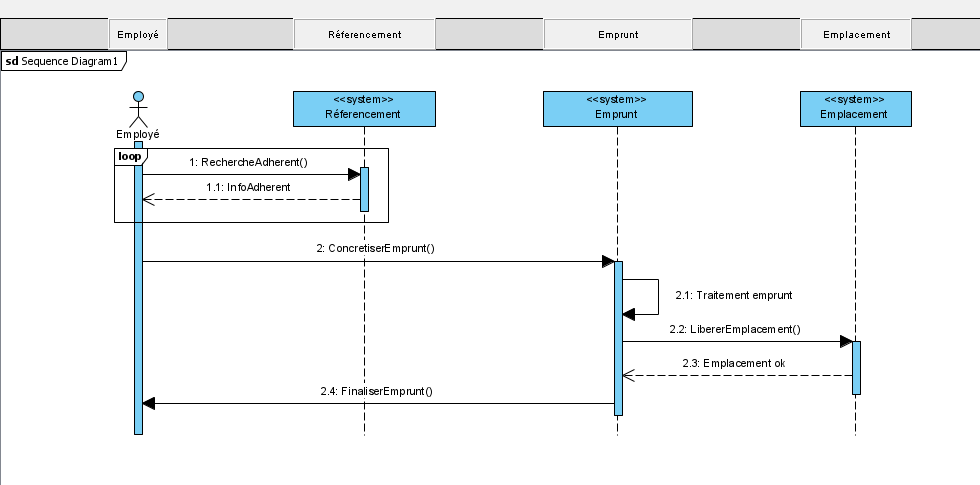 Employé
Réferencement
Emprunt
Emplacement
sd Sequence Diagram1
<<system>>
Réferencement
<<system>>
Emprunt
<<system>>
Emplacement
Employé
loop
1: RechercheAdherent()
1.1: InfoAdherent
2: ConcretiserEmprunt()
2.1: Traitement emprunt
2.2: LibererEmplacement()
2.3: Emplacement ok
2.4: FinaliserEmprunt()